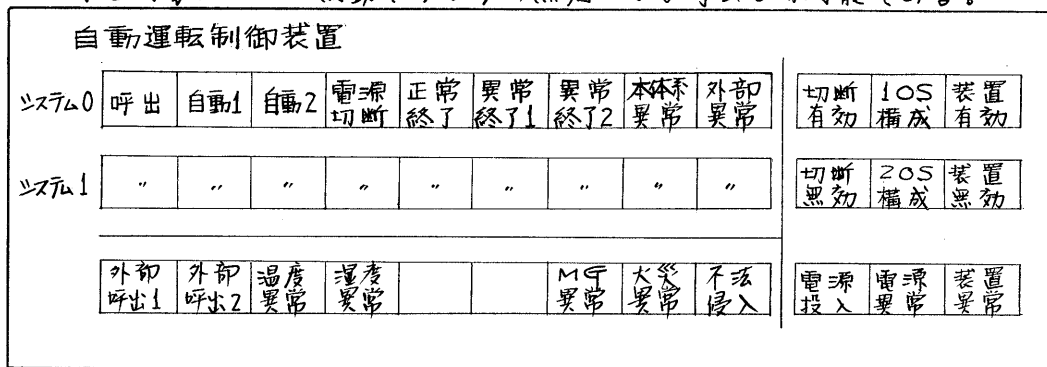 自動運転制御装置
システム0 呼出 自動1 自動2 電源切断 正常終了 異常終了1 異常終了2 本体系異常 外部異常 切断有効 1OS構成 装置有効
システム1 〃 〃 〃 〃 〃 〃 〃 〃 〃 切断無効 2OS構成 装置無効
外部呼出1 外部呼出2 温度異常 湿度異常 MG異常 火災異常 不法侵入 電源投入 電源異常 装置異常